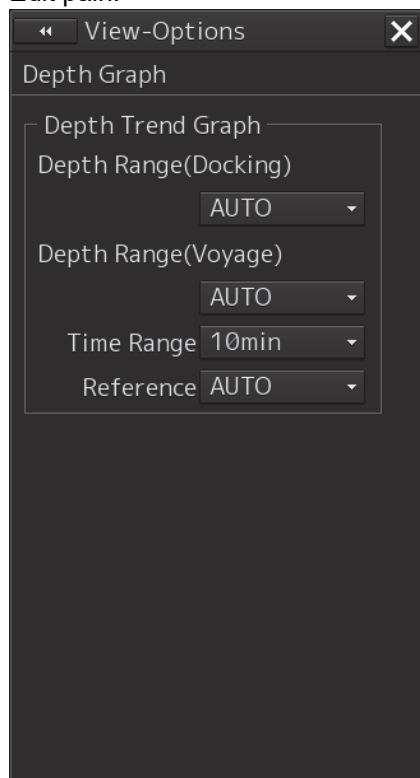 View-Options
Depth Graph
Depth Trend Graph
Depth Range(Docking)
AUTO
Depth Range(Voyage)
AUTO
Time Range 10min
Reference AUTO